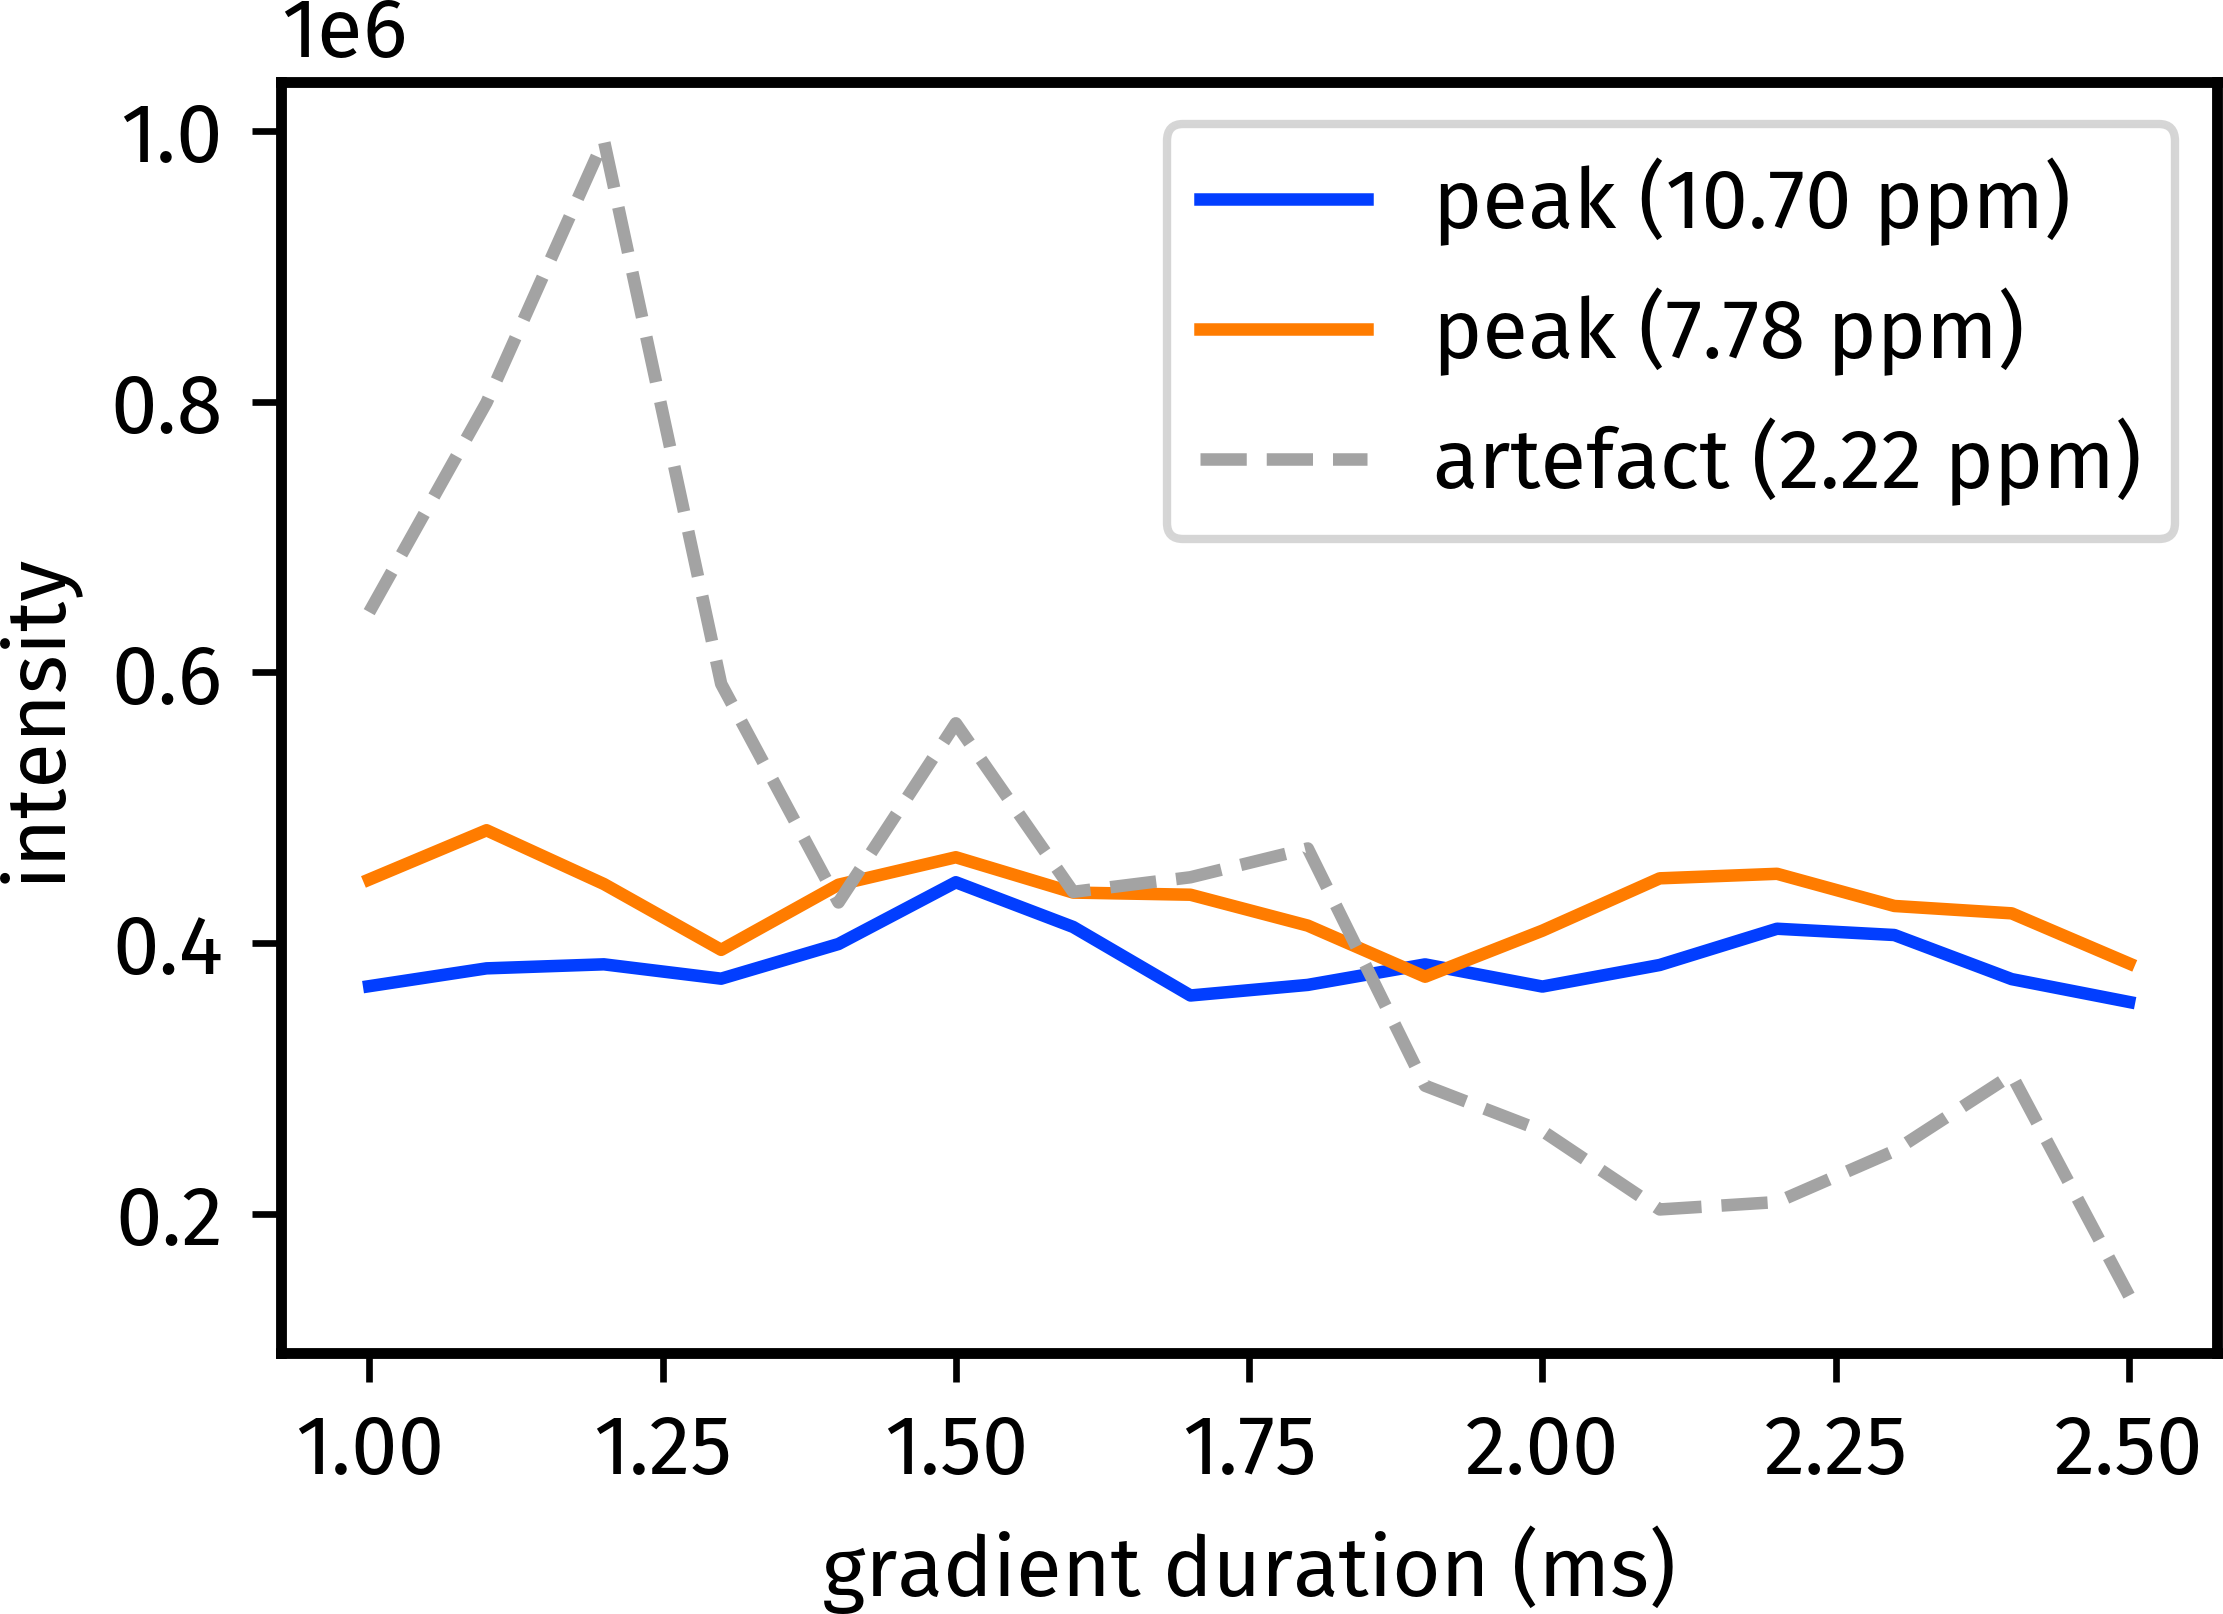 1e6
1.0
0.8
0.6
0.4
0.2
intensity
peak (10.70 ppm)
peak (7.78 ppm)
artefact (2.22 ppm)
1.00 1.25 1.50 1.75 2.00 2.25 2.50
gradient duration (ms)